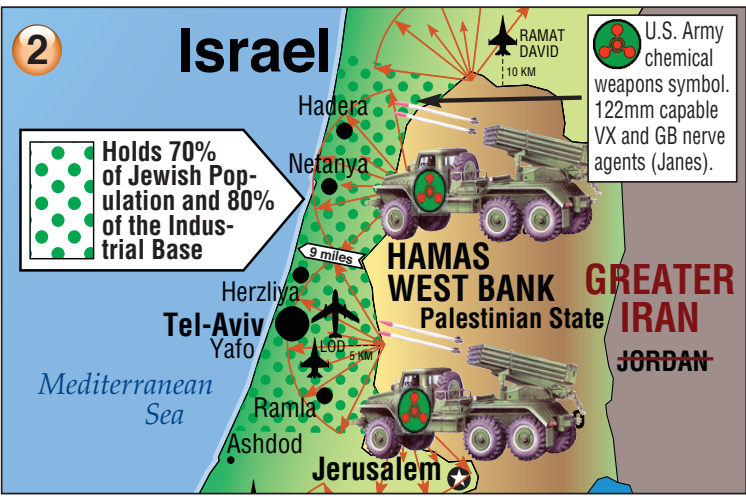 2
Israel
RAMAT
DAVID
10 KM
U.S. Army
chemical
weapons symbol.
122mm capable
VX and GB nerve
agents (Janes).
Hadera
Holds 70%
of Jewish Pop-
ulation and 80%
of the Indus-
trial Base
Netanya
9 miles
HAMAS
WEST BANK
Palestinian State
GREATER
IRAN
JORDAN
Herzliya
Tel-Aviv
Yafo
LOD
5 KM
Mediterranean
Sea
Ramla
Ashdod
Jerusalem